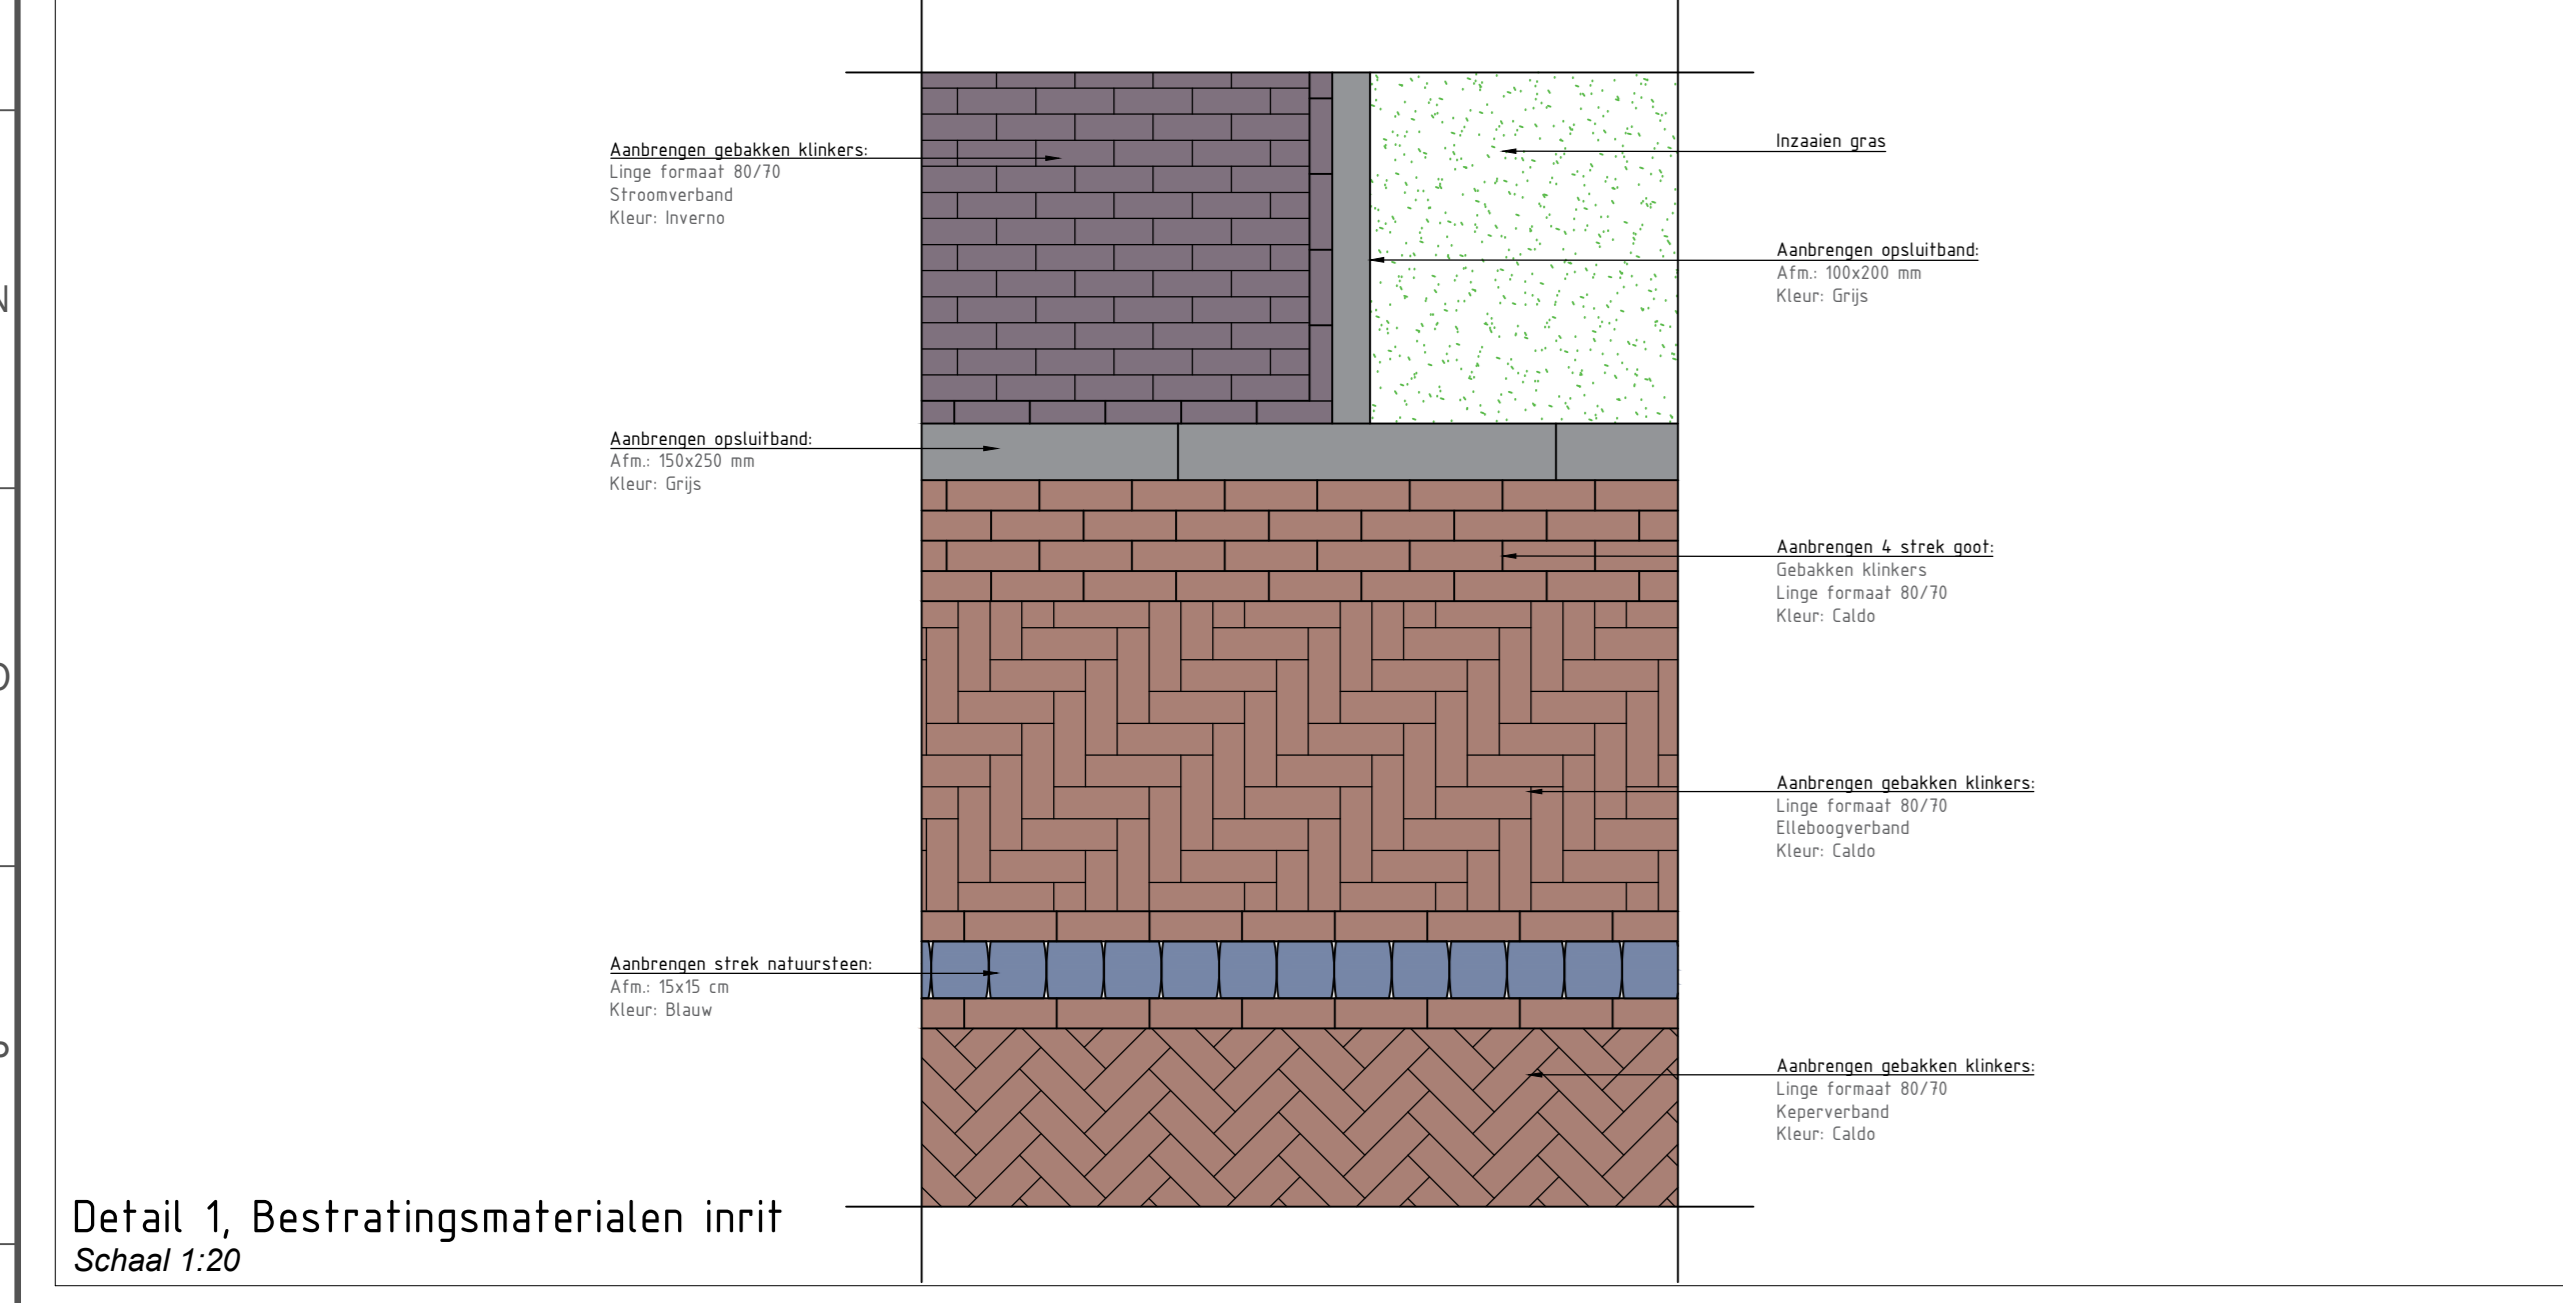 N
Aanbrengen gebakken klinkers:
Linge formaat 80/70
Stroomverband
Kleur: Inverno
Inzaaien gras
Aanbrengen opsluitband:
Afm.: 100x200 mm
Kleur: Grijs
Aanbrengen opsluitband:
Afm.: 150x250 mm
Kleur: Grijs
Aanbrengen 4 strek goot:
Gebakken klinkers
Linge formaat 80/70
Kleur: Caldo
Aanbrengen gebakken klinkers:
Linge formaat 80/70
Elleboogverband
Kleur: Caldo
Aanbrengen strek natuursteen:
Afm.: 15x15 cm
Kleur: Blauw
P
Aanbrengen gebakken klinkers:
Linge formaat 80/70
Keperverband
Kleur: Caldo
Detail 1, Bestratingsmaterialen inrit
Schaal 1:20